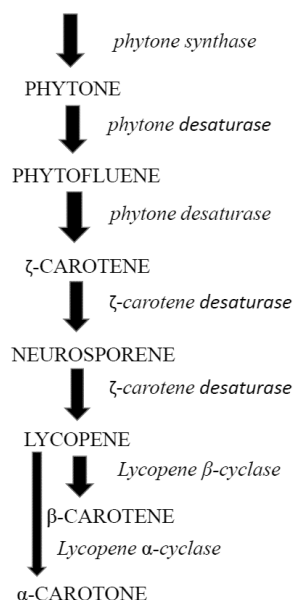 phytone synthase
PHYTONE
phytone desaturase
PHYTOFLUENE
phytone desaturase
ζ-CAROTENE
ζ-carotene desaturase
NEUROSPORENE
ζ-carotene desaturase
LYCOPENE
Lycopene β-cyclase
β-CAROTENE
Lycopene α-cyclase
α-CAROTONE